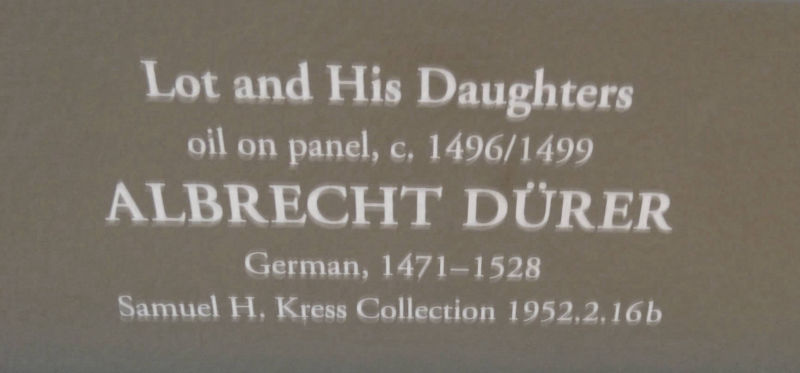 Lot and His Daughters
oil on panel, c. 1496/1499
ALBRECHT DÜRER
German, 1471–1528
Samuel H. Kress Collection 1952.2.16b